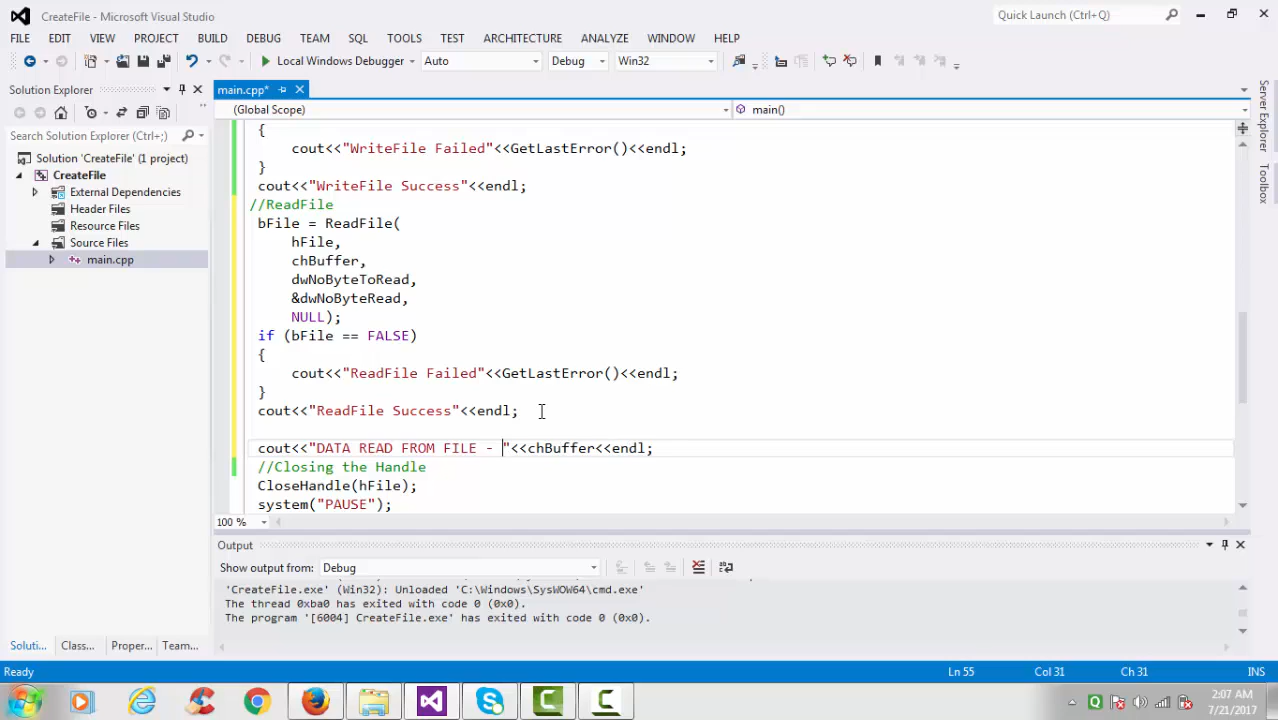 CreateFile - Microsoft Visual Studio
Quick Launch (Ctrl+Q)
FILE EDIT VIEW PROJECT BUILD DEBUG TEAM SQL TOOLS TEST ARCHITECTURE ANALYZE WINDOW HELP
Local Windows Debugger Auto Debug Win32
Solution Explorer
main.cpp*
(Global Scope)
main()
Search Solution Explorer (Ctrl+;)
Solution 'CreateFile' (1 project)
CreateFile
External Dependencies
Header Files
Resource Files
Source Files
main.cpp
{
cout<<"WriteFile Failed"<<GetLastError()<<endl;
}
cout<<"WriteFile Success"<<endl;
//ReadFile
bFile = ReadFile(
hFile,
chBuffer,
dwNoByteToRead,
&dwNoByteRead,
NULL);
if (bFile == FALSE)
{
cout<<"ReadFile Failed"<<GetLastError()<<endl;
}
cout<<"ReadFile Success"<<endl;
cout<<"DATA READ FROM FILE - "<<chBuffer<<endl;
//Closing the Handle
CloseHandle(hFile);
system("PAUSE");
100 %
Output
Show output from: Debug
'CreateFile.exe' (Win32): Unloaded 'C:\Windows\SysWOW64\cmd.exe'
The thread 0xba0 has exited with code 0 (0x0).
The program '[6004] CreateFile.exe' has exited with code 0 (0x0).
Soluti... Class... Proper... Team...
Server Explorer
Toolbox
Ready
Ln 55
Col 31
Ch 31
INS
2:07 AM
7/21/2017